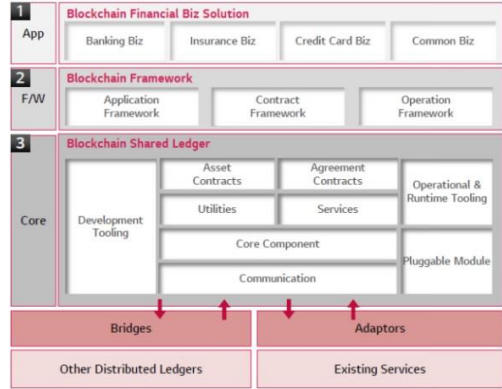 1
App
Blockchain Financial Biz Solution
Banking Biz
Insurance Biz
Credit Card Biz
Common Biz
2
F/W
Blockchain Framework
Application
Framework
Contract
Framework
Operation
Framework
3
Core
Blockchain Shared Ledger
Development
Tooling
Asset
Contracts
Agreement
Contracts
Utilities
Services
Core Component
Communication
Operational &
Runtime Tooling
Pluggable Module
Bridges
Adaptors
Other Distributed Ledgers
Existing Services